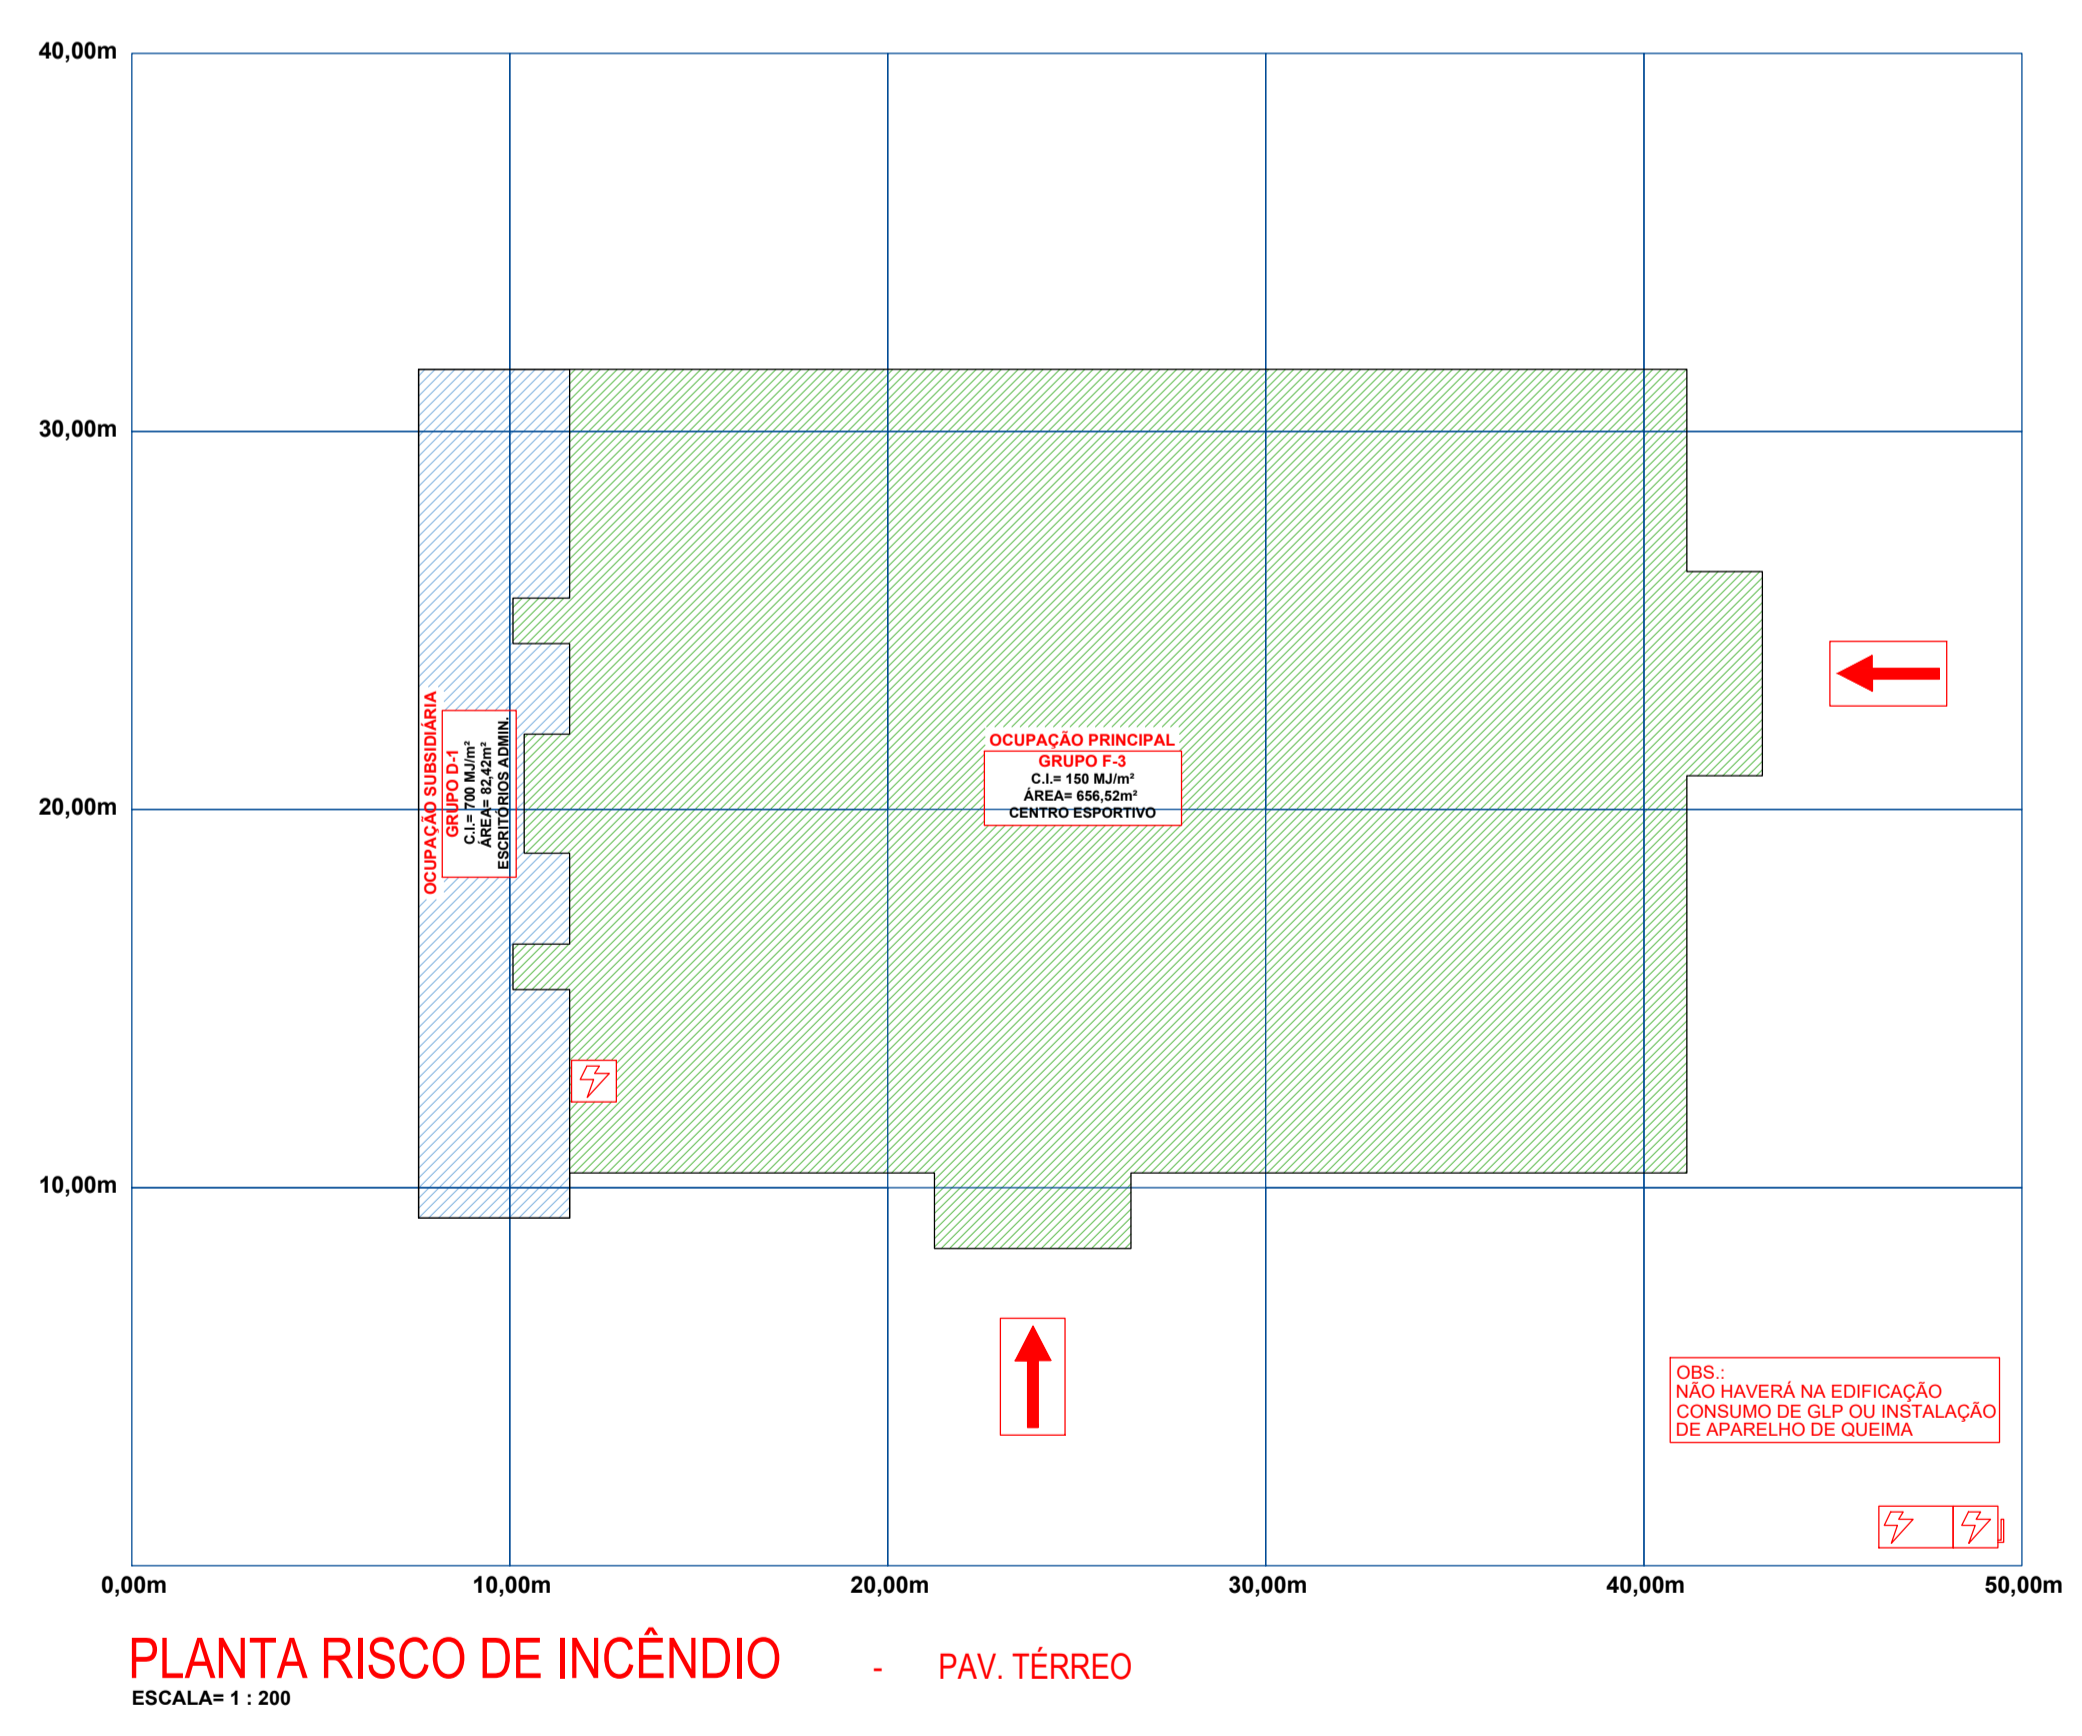 40,00m
30,00m
20,00m
10,00m
OCUPAÇÃO SUBSIDIÁRIA
GRUPO D-1
C.I.= 700 MJ/m²
ÁREA= 82,42m²
ESCRITÓRIOS ADMIN.
OCUPAÇÃO PRINCIPAL
GRUPO F-3
C.I.= 150 MJ/m²
ÁREA= 656,52m²
CENTRO ESPORTIVO
OBS.:
NÃO HAVERÁ NA EDIFICAÇÃO
CONSUMO DE GLP OU INSTALAÇÃO
DE APARELHO DE QUEIMA
0,00m 10,00m 20,00m 30,00m 40,00m 50,00m
PLANTA RISCO DE INCÊNDIO - PAV. TÉRREO
ESCALA= 1 : 200